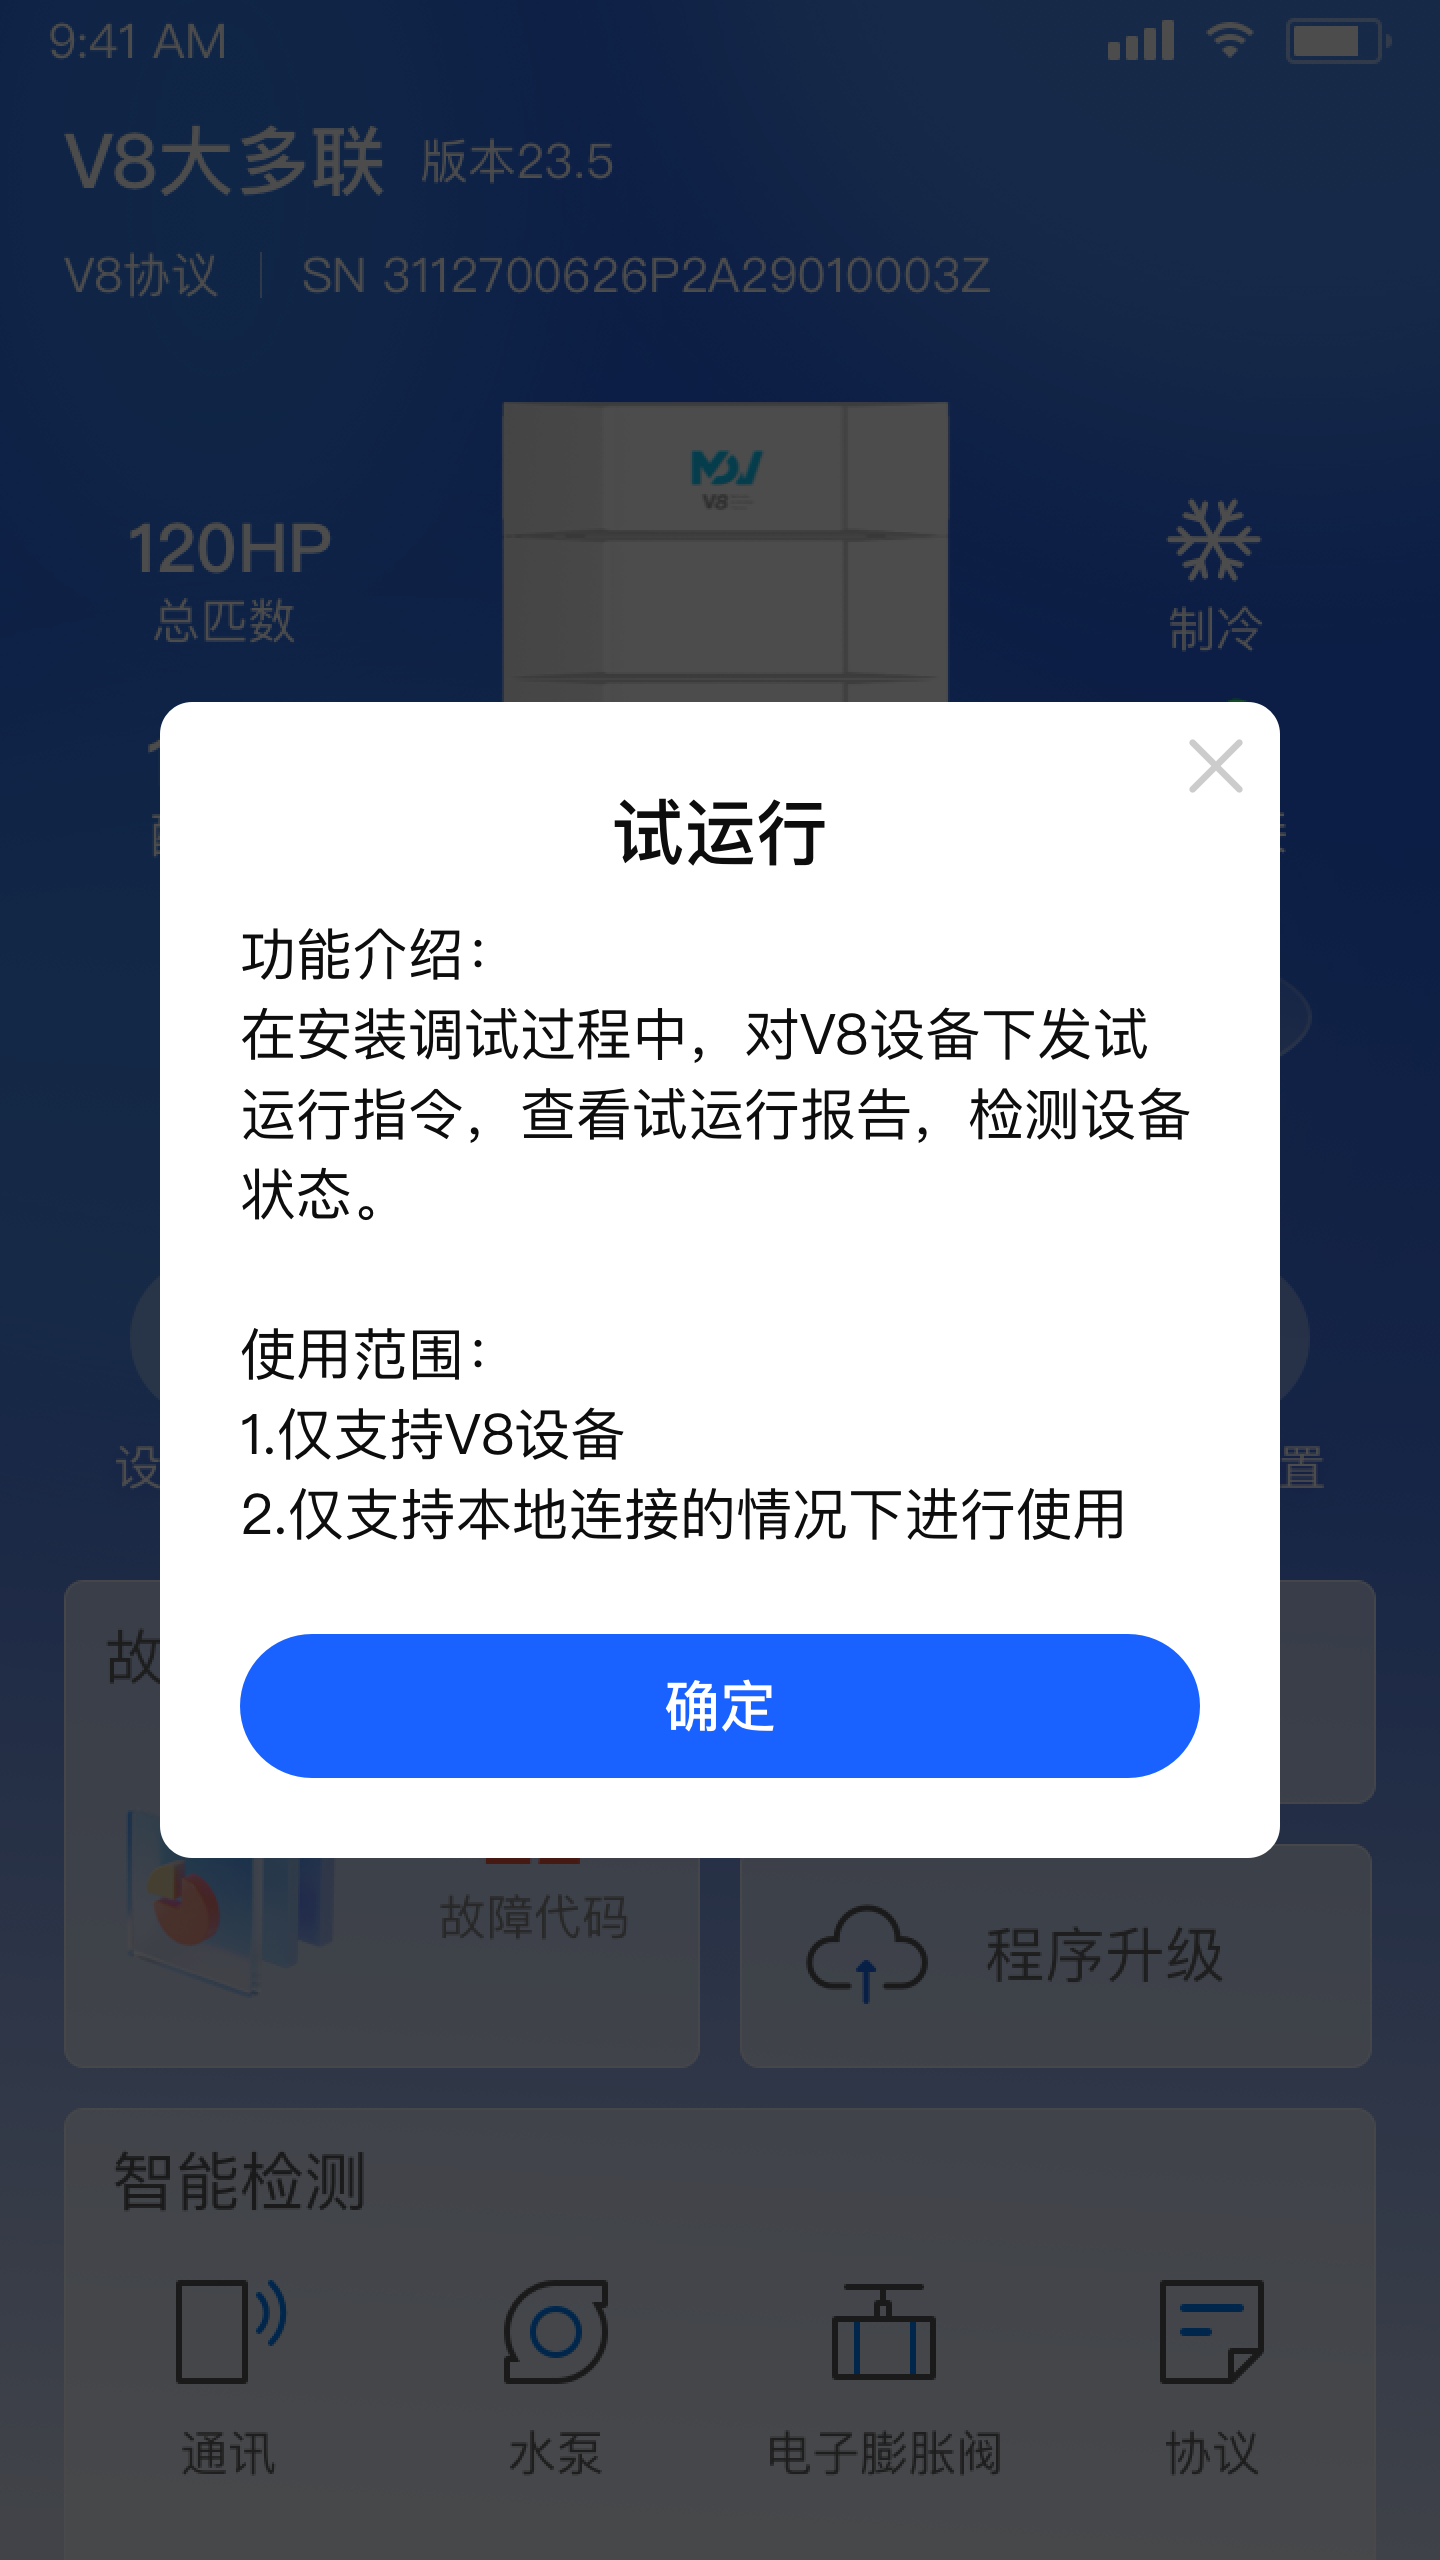 9:41 AM
V8大多联 版本23.5
V8协议 SN 3112700626P2A29010003Z
MDV
V8
120HP
总匹数
制冷
试运行
功能介绍：
在安装调试过程中，对V8设备下发试
运行指令，查看试运行报告，检测设备
状态。
使用范围：
1.仅支持V8设备
2.仅支持本地连接的情况下进行使用
设
置
故
确定
故障代码
程序升级
智能检测
通讯 水泵 电子膨胀阀 协议